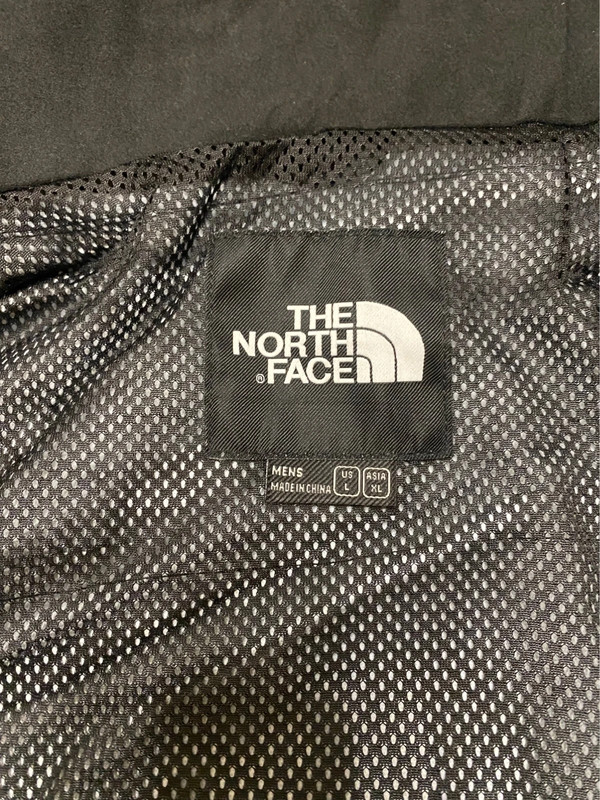 THE
NORTH
® FACE
MENS
MADE IN CHINA
US
L
ASIA
XL